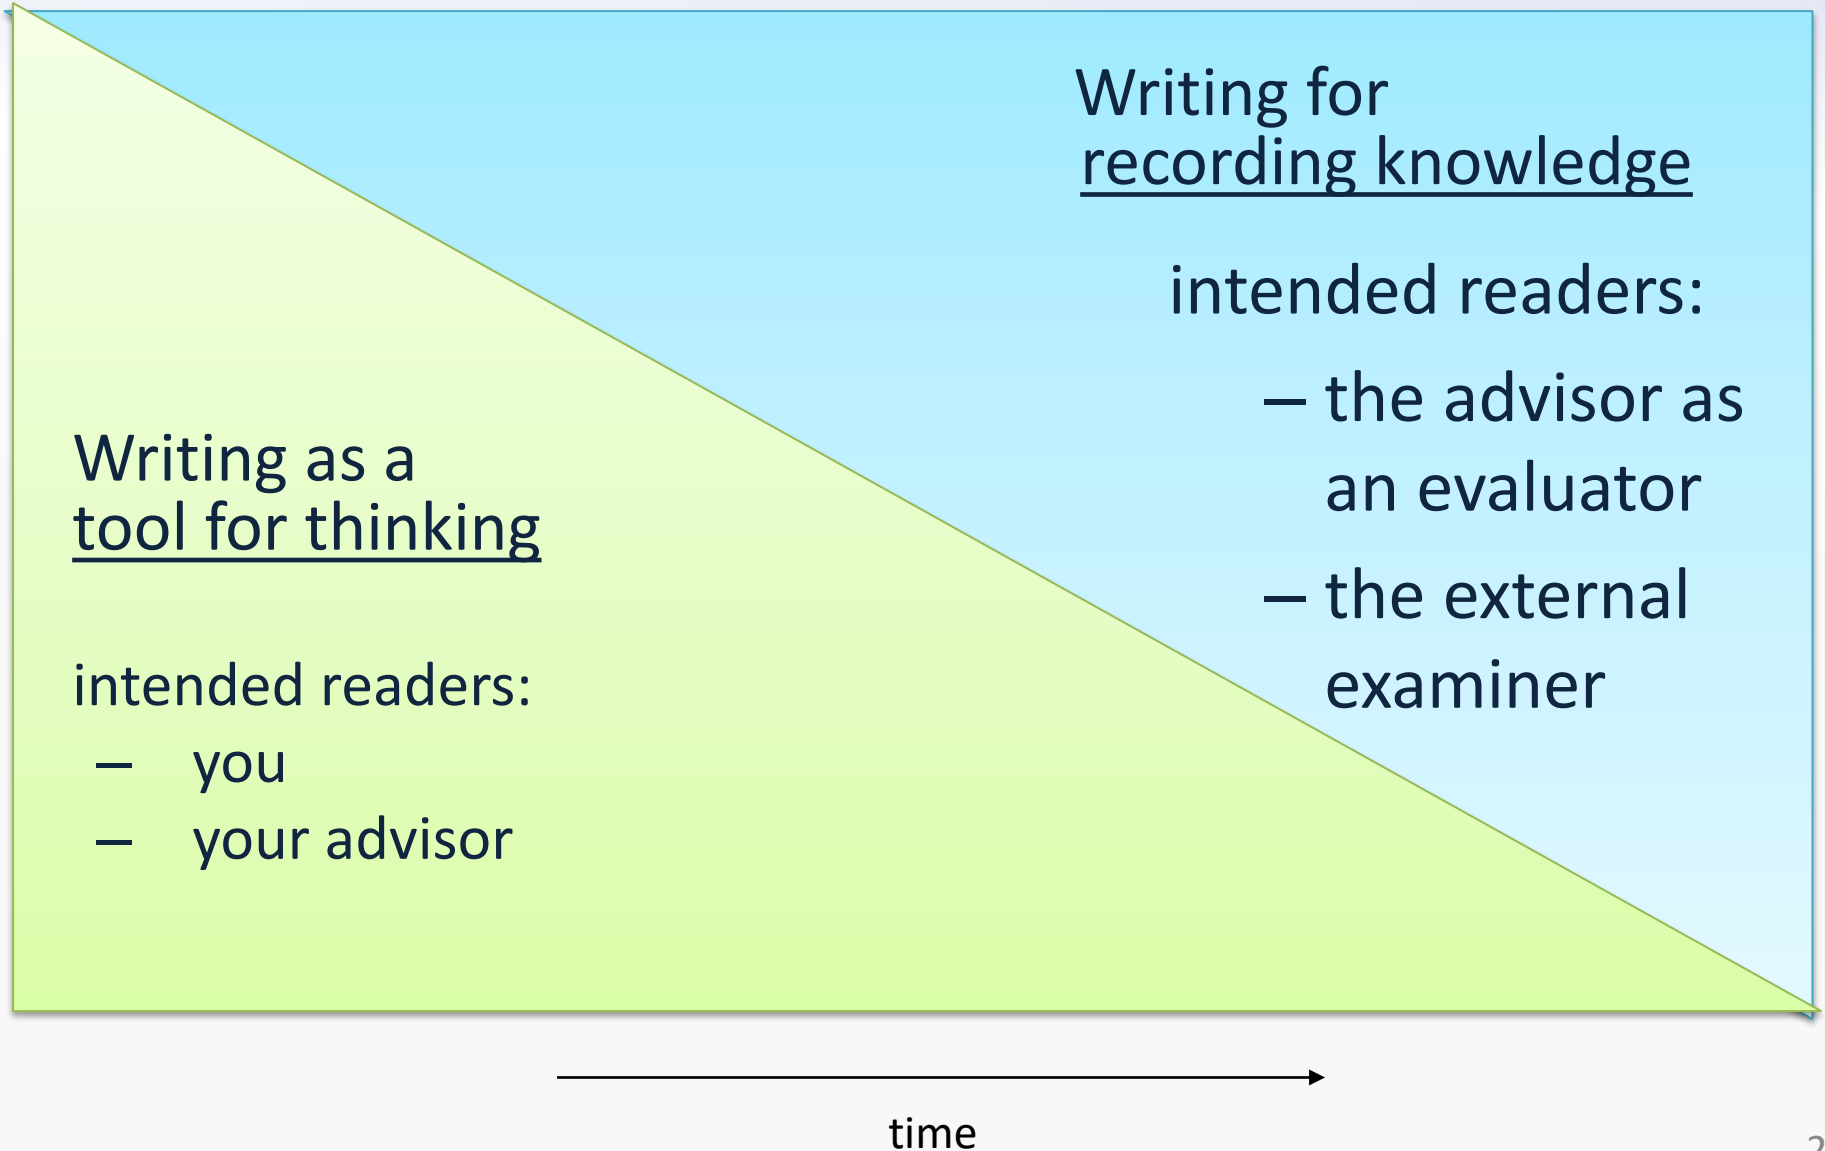 Writing for
recording knowledge
intended readers:
– the advisor as
an evaluator
– the external
examiner
Writing as a
tool for thinking
intended readers:
– you
– your advisor
time